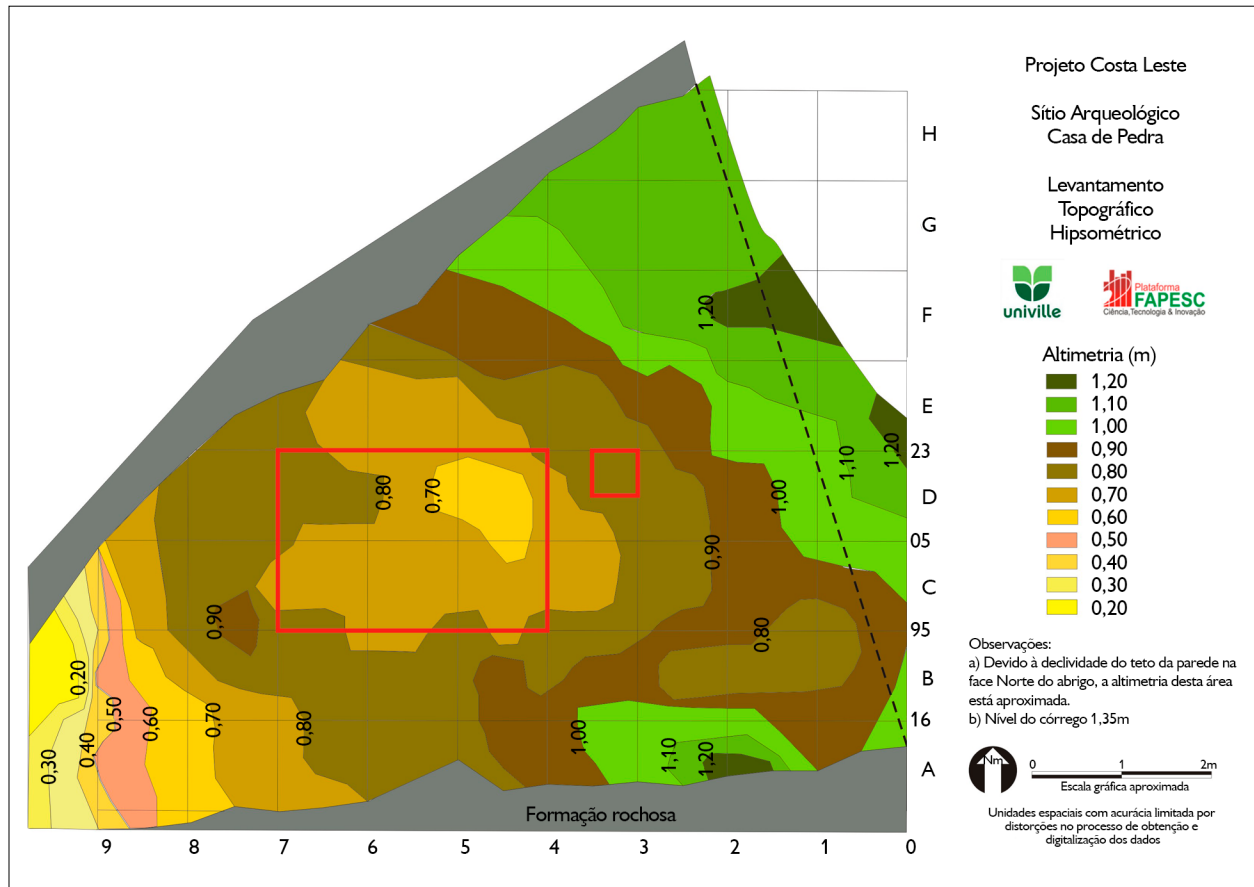 Projeto Costa Leste
Sítio Arqueológico
Casa de Pedra
Levantamento
Topográfico
Hipsométrico
univille
Plataforma
FAPESC
Ciência, Tecnologia & Inovação
Altimetria (m)
1,20
1,10
1,00
0,90
0,80
0,70
0,60
0,50
0,40
0,30
0,20
Observações:
a) Devido à declividade do teto da parede na
face Norte do abrigo, a altimetria desta área
está aproximada.
b) Nível do córrego 1,35m
Nm
0 1 2m
Escala gráfica aproximada
Unidades espaciais com acurácia limitada por
distorções no processo de obtenção e
digitalização dos dados
H
G
F
E
23
D
05
C
95
B
16
A
1,20
1,20
1,10
1,00
0,90
0,80
0,70
0,80
0,90
0,80
0,70
0,60
0,50
0,40
0,30
0,20
1,00
1,10
1,20
Formação rochosa
9 8 7 6 5 4 3 2 1 0